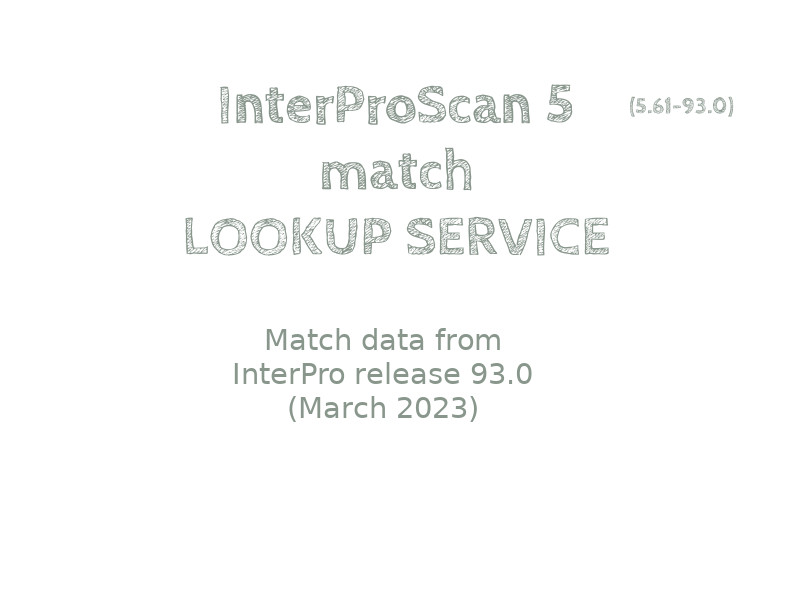 InterProScan 5 (5.61-93.0)
match
LOOKUP SERVICE
Match data from
InterPro release 93.0
(March 2023)